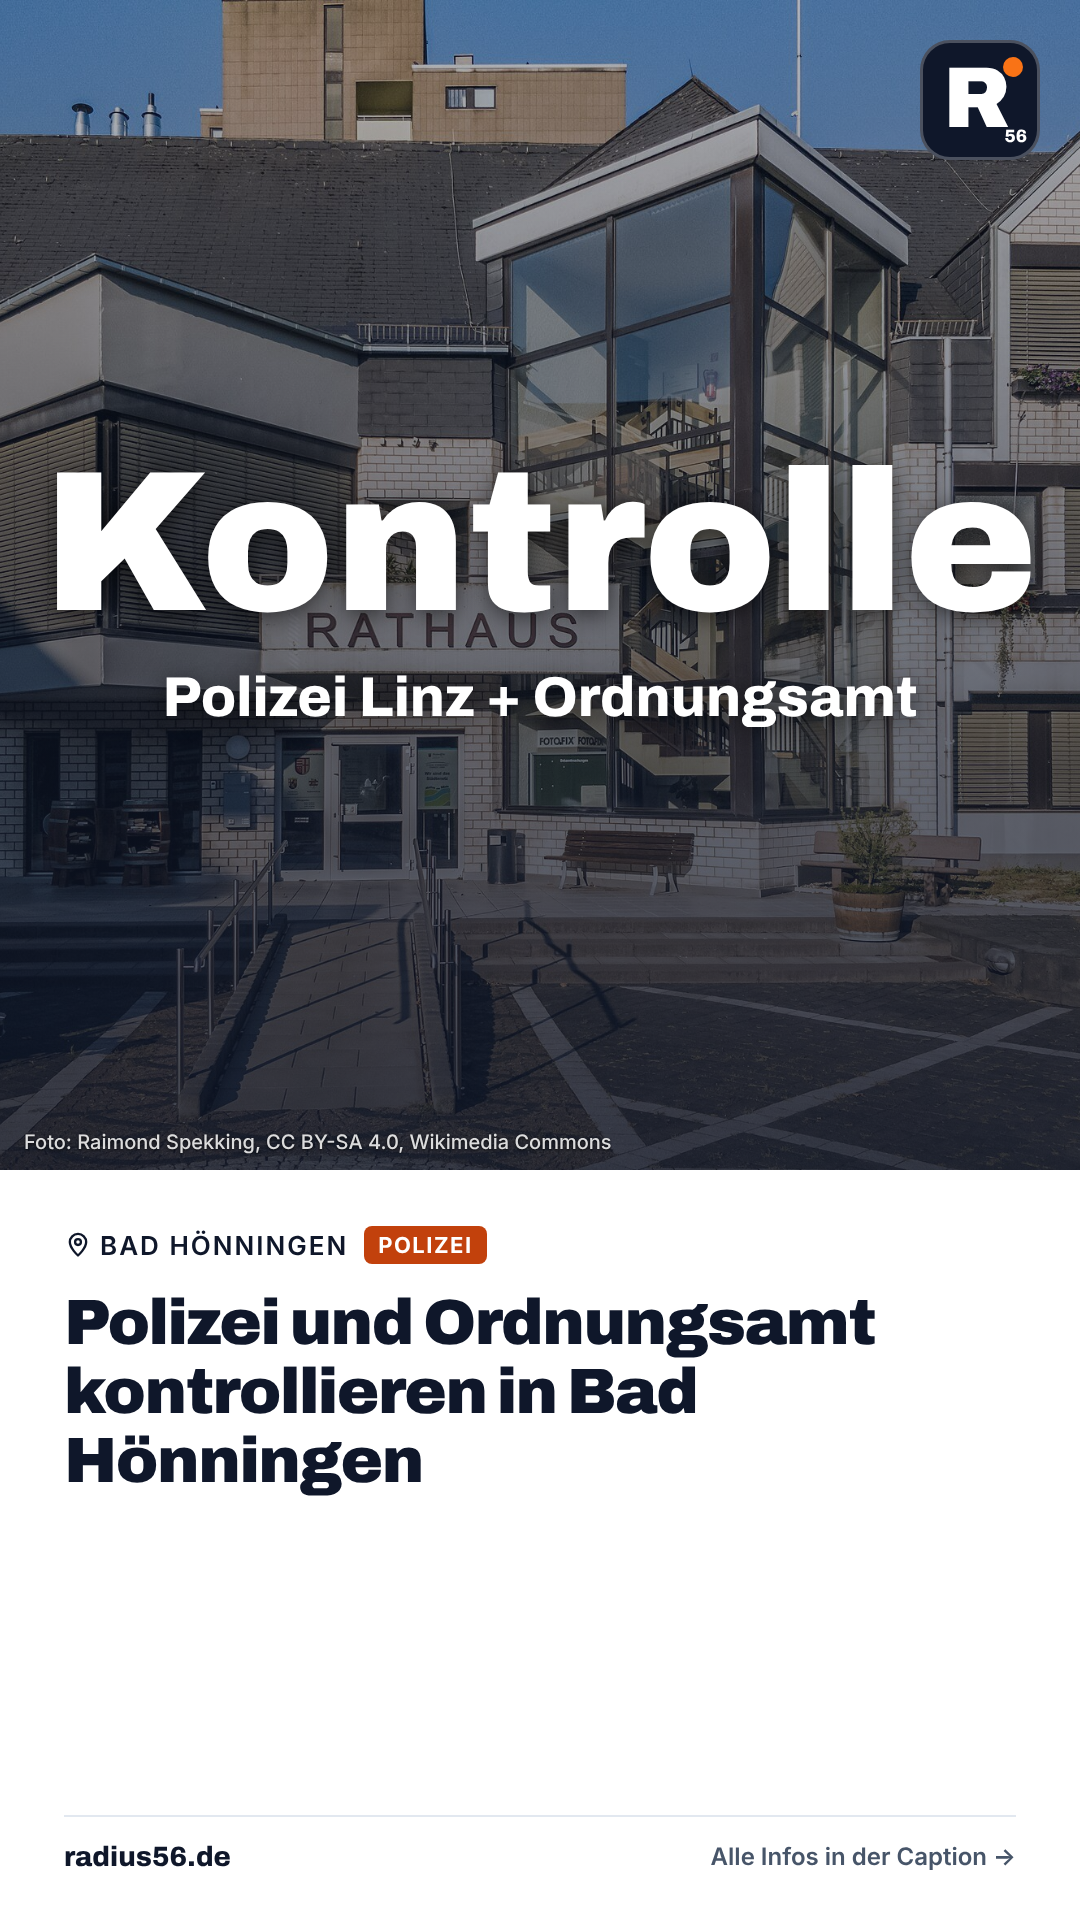 R
56
Kontrolle
RATHAUS
Polizei Linz + Ordnungsamt
FOTOFIX FOTOFIX
Foto: Raimond Spekking, CC BY-SA 4.0, Wikimedia Commons
BAD HÖNNINGEN POLIZEI
Polizei und Ordnungsamt
kontrollieren in Bad
Hönningen
radius56.de
Alle Infos in der Caption →